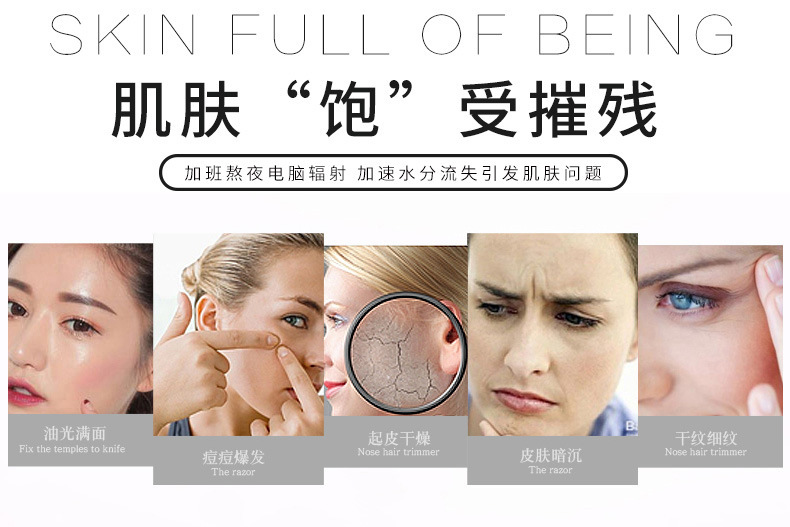 SKIN FULL OF BEING
肌肤“饱”受摧残
加班熬夜电脑辐射 加速水分流失引发肌肤问题
油光满面
Fix the temples to knife
痘痘爆发
The razor
起皮干燥
Nose hair trimmer
皮肤暗沉
The razor
干纹细纹
Nose hair trimmer